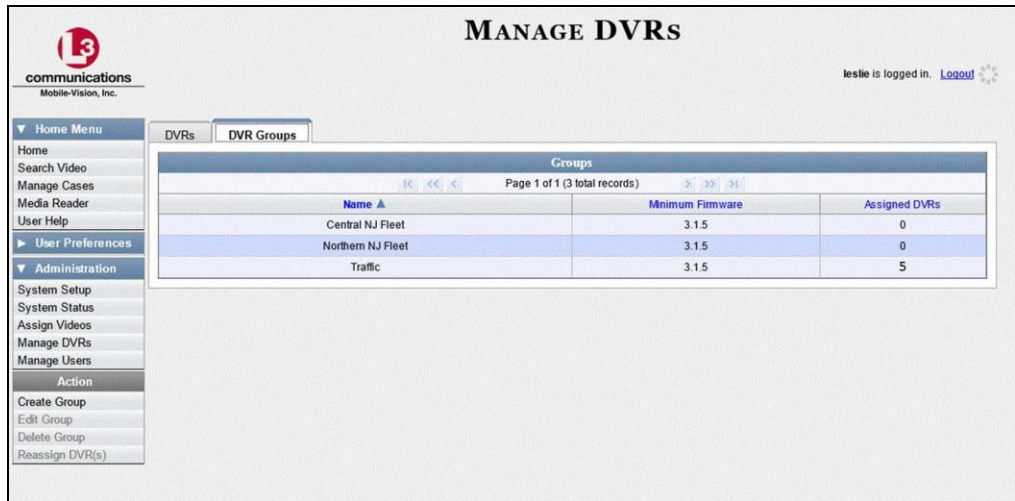 MANAGE DVRS
L3
communications
Mobile-Vision, Inc.
leslie is logged in. Logout
▼ Home Menu
Home
Search Video
Manage Cases
Media Reader
User Help
▶ User Preferences
▼ Administration
System Setup
System Status
Assign Videos
Manage DVRs
Manage Users
Action
Create Group
Edit Group
Delete Group
Reassign DVR(s)
DVRs DVR Groups
Groups
Page 1 of 1 (3 total records)
Name ▲ Minimum Firmware Assigned DVRs
Central NJ Fleet 3.1.5 0
Northern NJ Fleet 3.1.5 0
Traffic 3.1.5 5